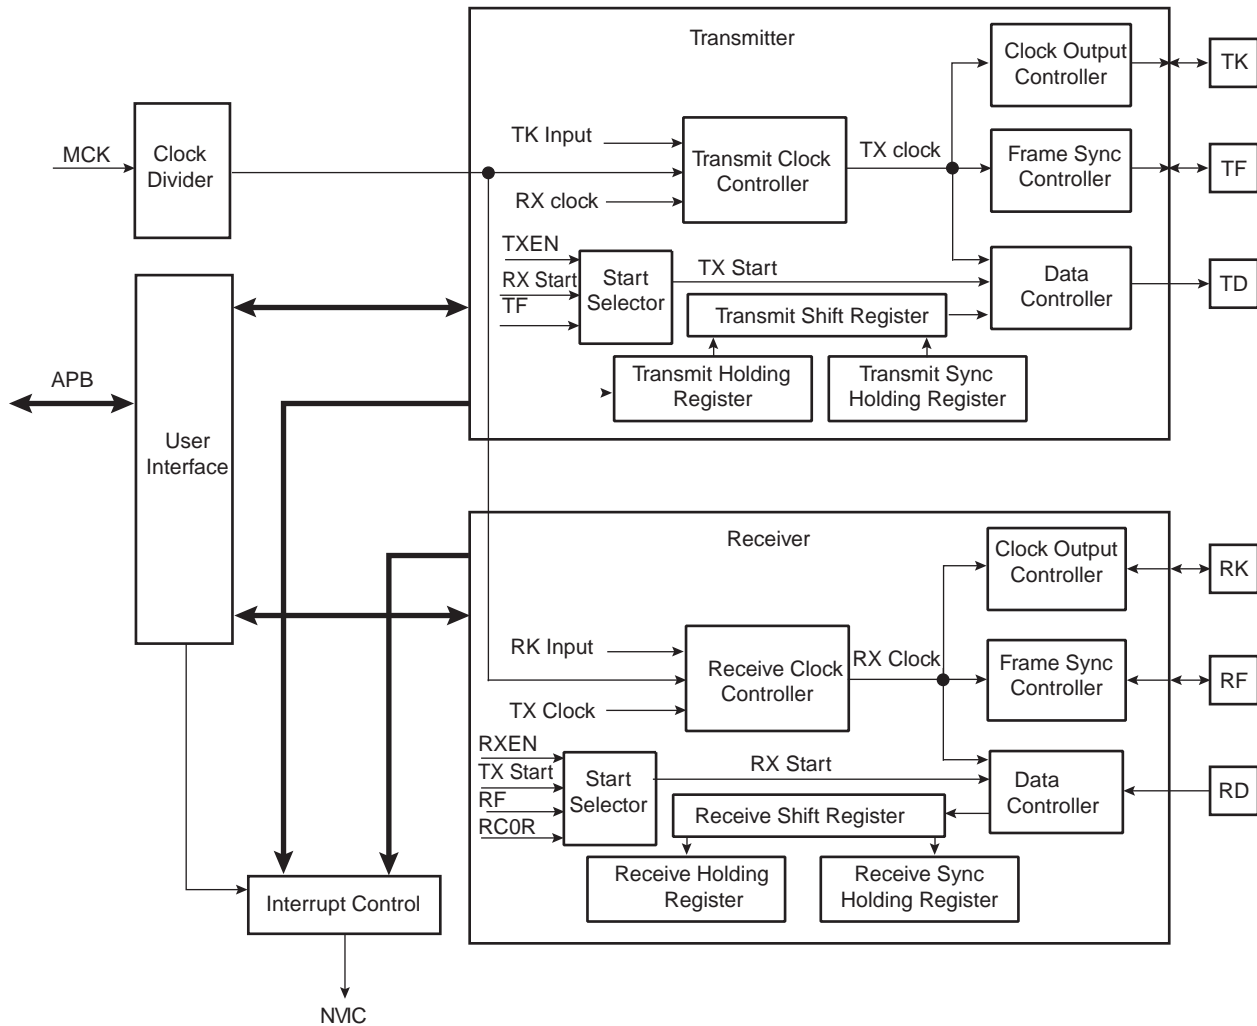 Transmitter
Clock Output
Controller
TK
MCK
Clock
Divider
TK Input
Transmit Clock
Controller
TX clock
Frame Sync
Controller
TF
RX clock
TXEN
RX Start
TF
Start
Selector
TX Start
Data
Controller
TD
Transmit Shift Register
Transmit Holding
Register
Transmit Sync
Holding Register
APB
User
Interface
Receiver
Clock Output
Controller
RK
RK Input
Receive Clock
Controller
RX Clock
Frame Sync
Controller
RF
TX Clock
RXEN
TX Start
RF
RC0R
Start
Selector
RX Start
Data
Controller
RD
Receive Shift Register
Receive Holding
Register
Receive Sync
Holding Register
Interrupt Control
NVIC